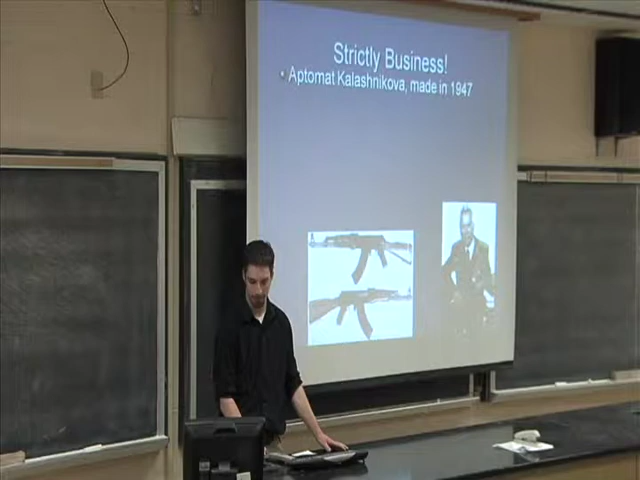 Strictly Business!
• Aptomat Kalashnikova, made in 1947